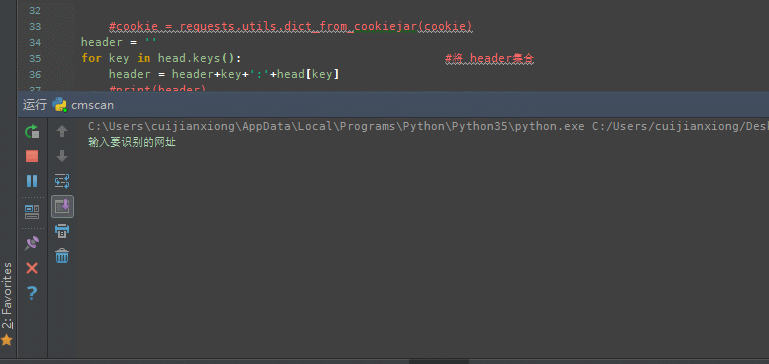 32
33 #cookie = requests.utils.dict_from_cookiejar(cookie)
34 header = ''
35 for key in head.keys(): #将 header集合
36 header = header+key+':'+head[key]
37 #print(header)
运行 cmscan
C:\Users\cuijianxiong\AppData\Local\Programs\Python\Python35\python.exe C:/Users/cuijianxiong/Desk
输入要识别的网址
2: Favorites